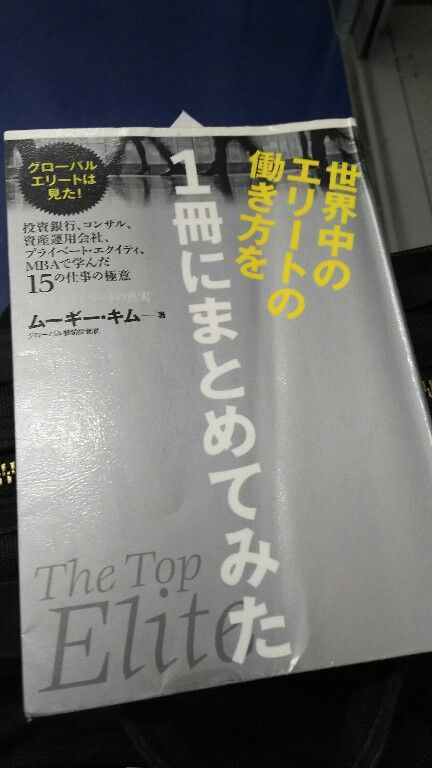 世界中の
エリートの
働き方を
1冊にまとめてみた
グローバル
エリートは
見た!
投資銀行、コンサル、
資産運用会社、
プライベート・エクイティ、
MBAで学んだ
15の仕事の極意
ムーギー・キム 著
The Top
Elite